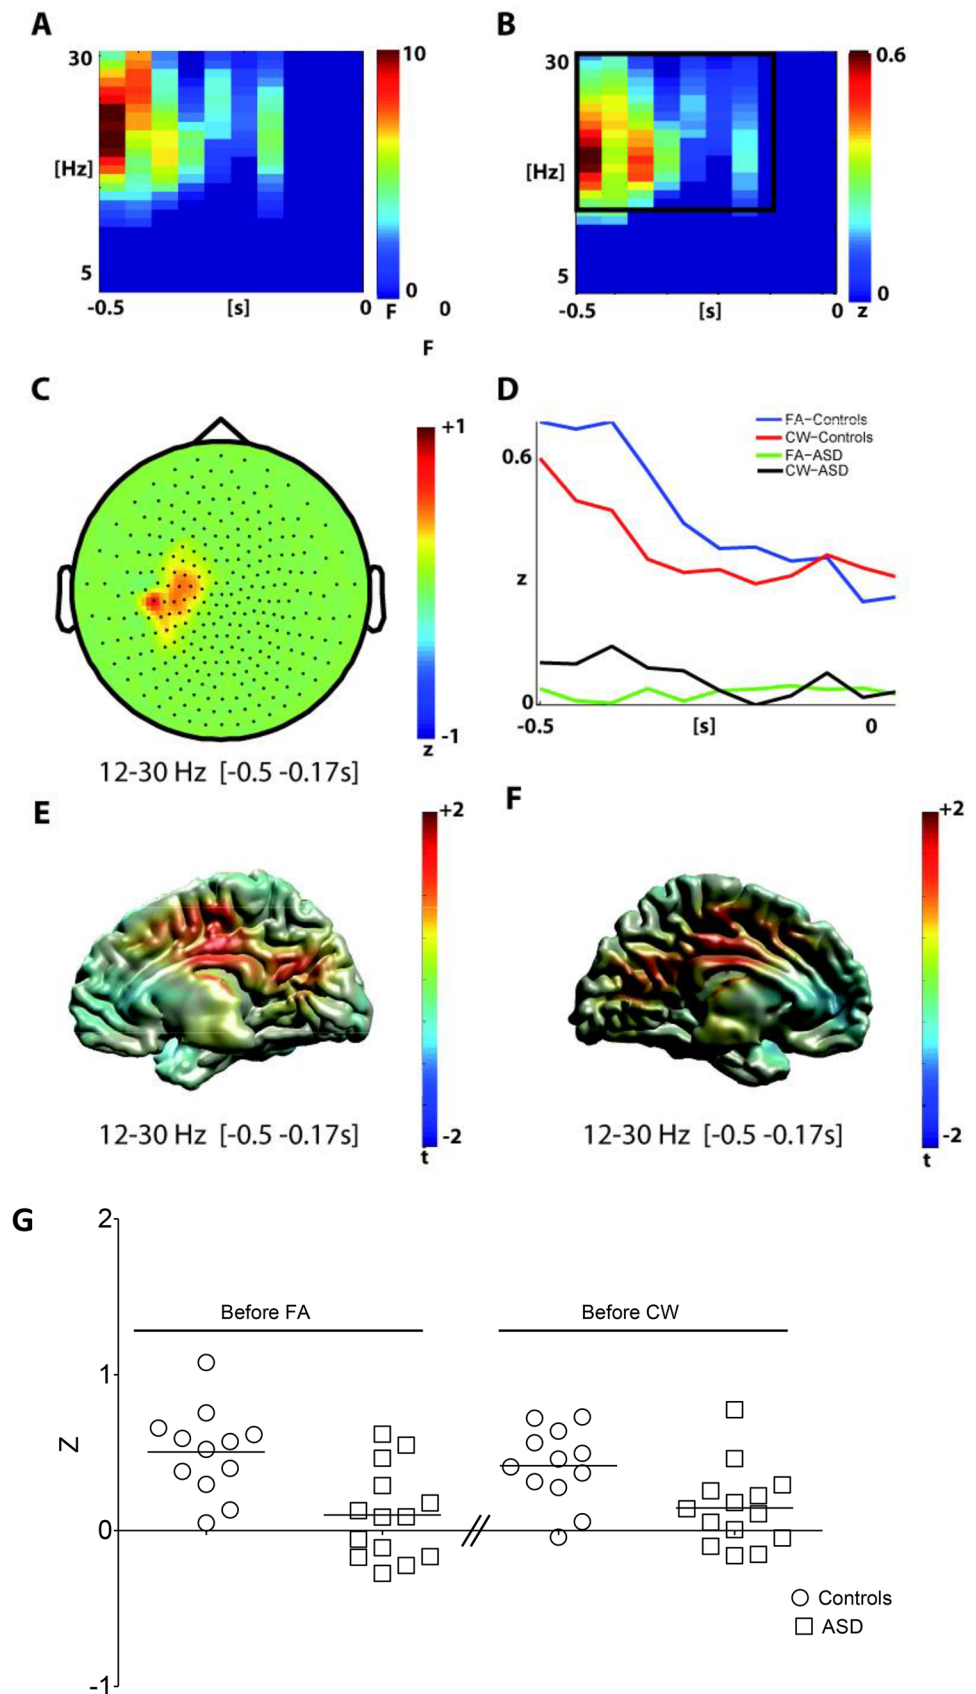 A
30
[Hz]
5
-0.5
[s]
0
10
0
F
0
F
B
30
[Hz]
5
-0.5
[s]
0
0.6
0
z
C
+1
-1
z
12-30 Hz [-0.5 -0.17s]
D
FA–Controls
CW–Controls
FA–ASD
CW–ASD
0.6
z
0
-0.5
[s]
0
E
+2
-2
t
12-30 Hz [-0.5 -0.17s]
F
+2
-2
t
12-30 Hz [-0.5 -0.17s]
G
2
Before FA
Before CW
1
Z
0
//
Controls
ASD
-1